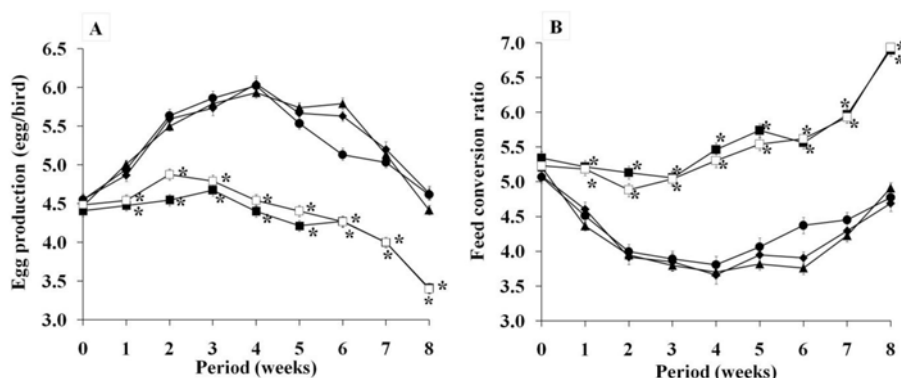 A
Egg production (egg/bird)
6.5
6.0
5.5
5.0
4.5
4.0
3.5
3.0
0 1 2 3 4 5 6 7 8
Period (weeks)
* * * * * * * *
* * * * * * * *
B
Feed conversion ratio
7.0
6.5
6.0
5.5
5.0
4.5
4.0
3.5
3.0
0 1 2 3 4 5 6 7 8
Period (weeks)
* * * * * * * *
* * * * * * * *